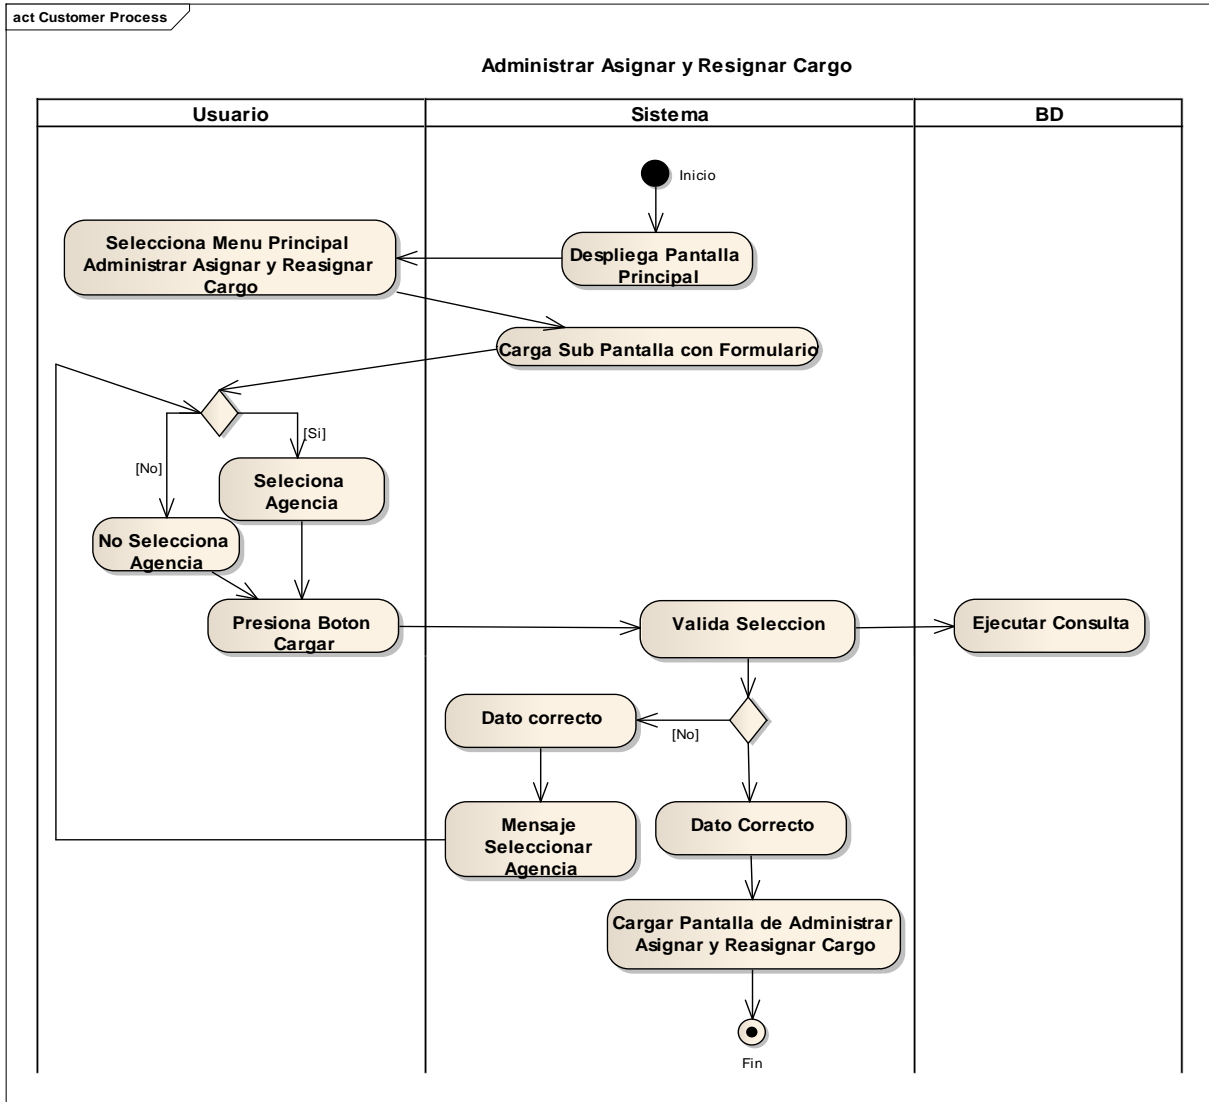 act Customer Process
Administrar Asignar y Resignar Cargo
Usuario
Sistema
BD
Inicio
Selecciona Menu Principal
Administrar Asignar y Reasignar
Cargo
Despliega Pantalla
Principal
Carga Sub Pantalla con Formulario
[Si]
[No]
Seleciona
Agencia
No Selecciona
Agencia
Presiona Boton
Cargar
Valida Seleccion
Ejecutar Consulta
Dato correcto
[No]
Mensaje
Seleccionar
Agencia
Dato Correcto
Cargar Pantalla de Administrar
Asignar y Reasignar Cargo
Fin